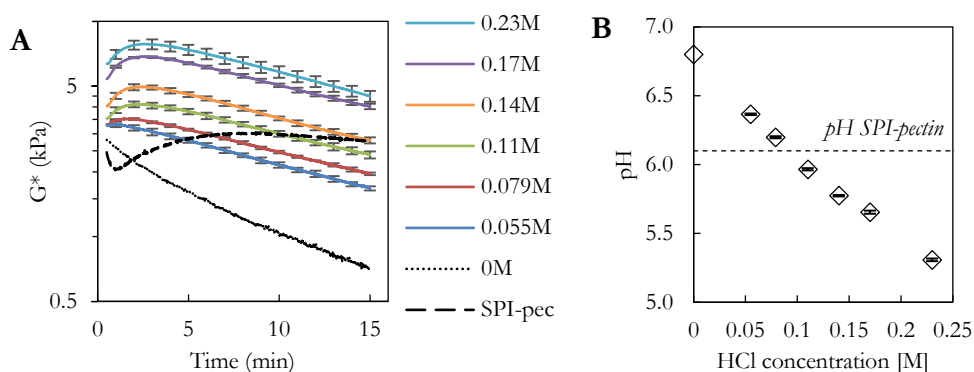 A
G* (kPa)
5
0.5
0
5
10
15
Time (min)
0.23M
0.17M
0.14M
0.11M
0.079M
0.055M
0M
SPI-pec
B
pH
7.0
6.5
6.0
5.5
5.0
pH SPI-pectin
0
0.05
0.1
0.15
0.2
0.25
HCl concentration [M]